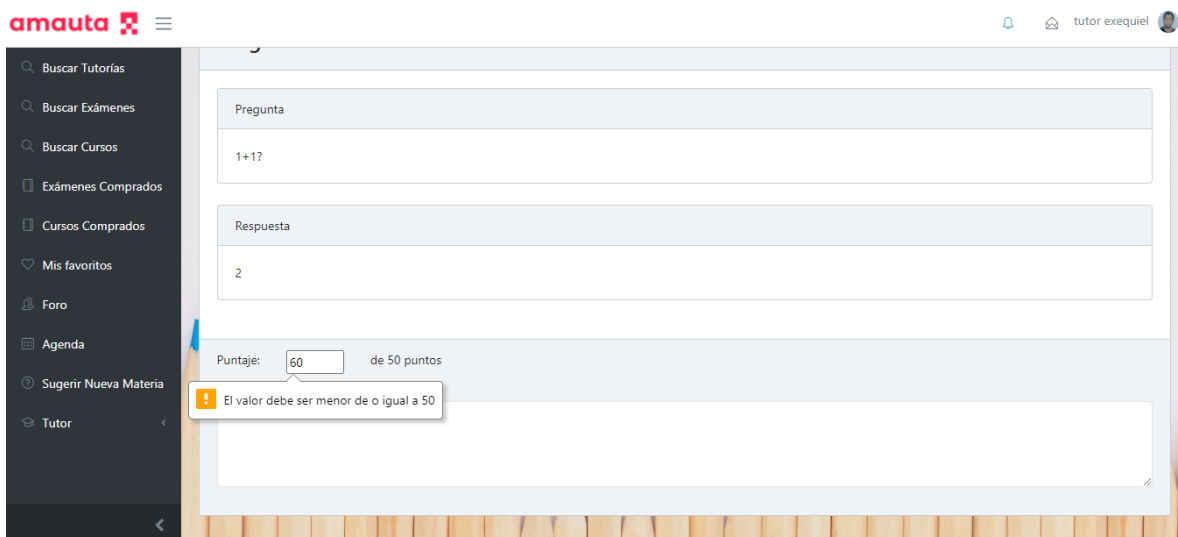 amauta
tutor exequiel
Buscar Tutorías
Buscar Exámenes
Buscar Cursos
Exámenes Comprados
Cursos Comprados
Mis favoritos
Foro
Agenda
Sugerir Nueva Materia
Tutor
Pregunta
1+1?
Respuesta
2
Puntaje: 60 de 50 puntos
El valor debe ser menor de o igual a 50